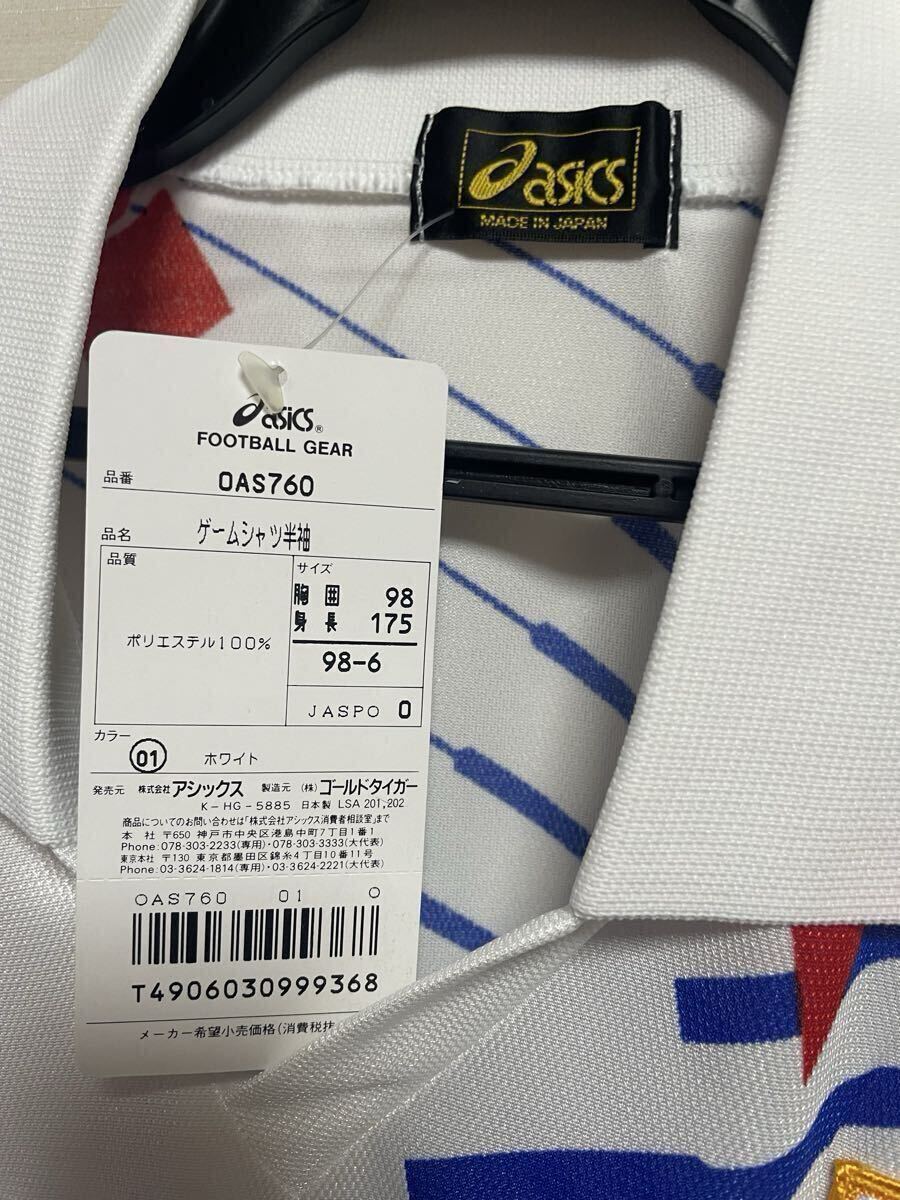 asics
MADE IN JAPAN
asics®
FOOTBALL GEAR
品番 OAS760
品名 ゲームシャツ半袖
品質
ポリエステル100%
サイズ
胸囲 98
身長 175
98-6
JASPO O
カラー
01 ホワイト
発売元 株式会社アシックス 製造元 (株)ゴールドタイガー
K-HG-5885 日本製 LSA 201,202
商品についてのお問い合わせは「株式会社アシックス消費者相談室」まで
本社 〒650 神戸市中央区港島中町7丁目1番1
Phone:078-303-2233(専用)・078-303-3333(大代表)
東京本社 〒130 東京都墨田区錦糸4丁目10番11号
Phone:03-3624-1814(専用)・03-3624-2221(大代表)
OAS760 01 O
T4906030999368
メーカー希望小売価格(消費税抜